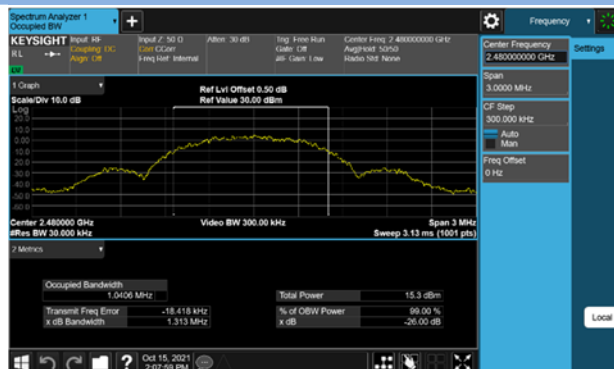 Spectrum Analyzer 1
Occupied BW
Frequency
KEYSIGHT
Input: RF
Input Z: 50 Ω
Atten: 30 dB
Trig: Free Run
Center Freq: 2.480000000 GHz
RL
Coupling: DC
Corr CCorr
Gate: Off
Avg|Hold: 50/50
Align: Off
Freq Ref: Internal
#IF Gain: Low
Radio Std: None
1 Graph
Ref Lvl Offset 0.50 dB
Scale/Div 10.0 dB
Ref Value 30.00 dBm
Log
20.0
10.0
0.00
-10.0
-20.0
-30.0
-40.0
-50.0
-60.0
Center 2.480000 GHz
Video BW 300.00 kHz
Span 3 MHz
#Res BW 30.000 kHz
Sweep 3.13 ms (1001 pts)
2 Metrics
Occupied Bandwidth
1.0406 MHz
Total Power
15.3 dBm
Transmit Freq Error
-18.418 kHz
% of OBW Power
99.00 %
x dB Bandwidth
1.313 MHz
x dB
-26.00 dB
Oct 15, 2021
2:07:59 PM
Center Frequency
2.480000000 GHz
Settings
Span
3.0000 MHz
CF Step
300.000 kHz
Auto
Man
Freq Offset
0 Hz
Local